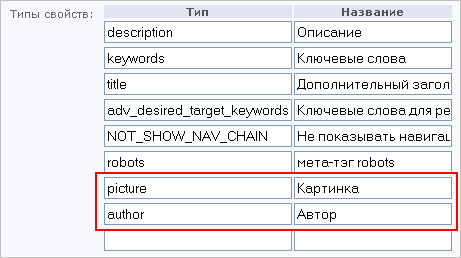 Типы свойств: Тип Название
description Описание
keywords Ключевые слова
title Дополнительный загол
adv_desired_target_keywords Ключевые слова для ре
NOT_SHOW_NAV_CHAIN Не показывать навигац
robots мета-тэг robots
picture Картинка
author Автор